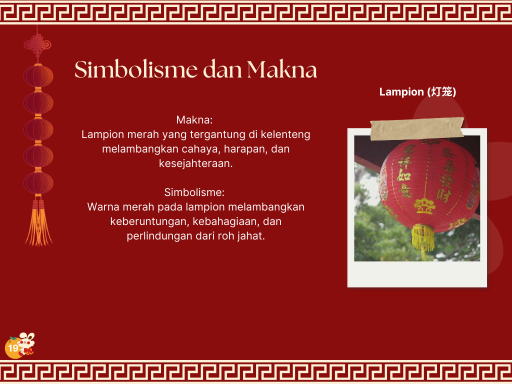 Simbolisme dan Makna
Lampion (灯笼)
Makna:
Lampion merah yang tergantung di kelenteng
melambangkan cahaya, harapan, dan
kesejahteraan.
Simbolisme:
Warna merah pada lampion melambangkan
keberuntungan, kebahagiaan, dan
perlindungan dari roh jahat.
19